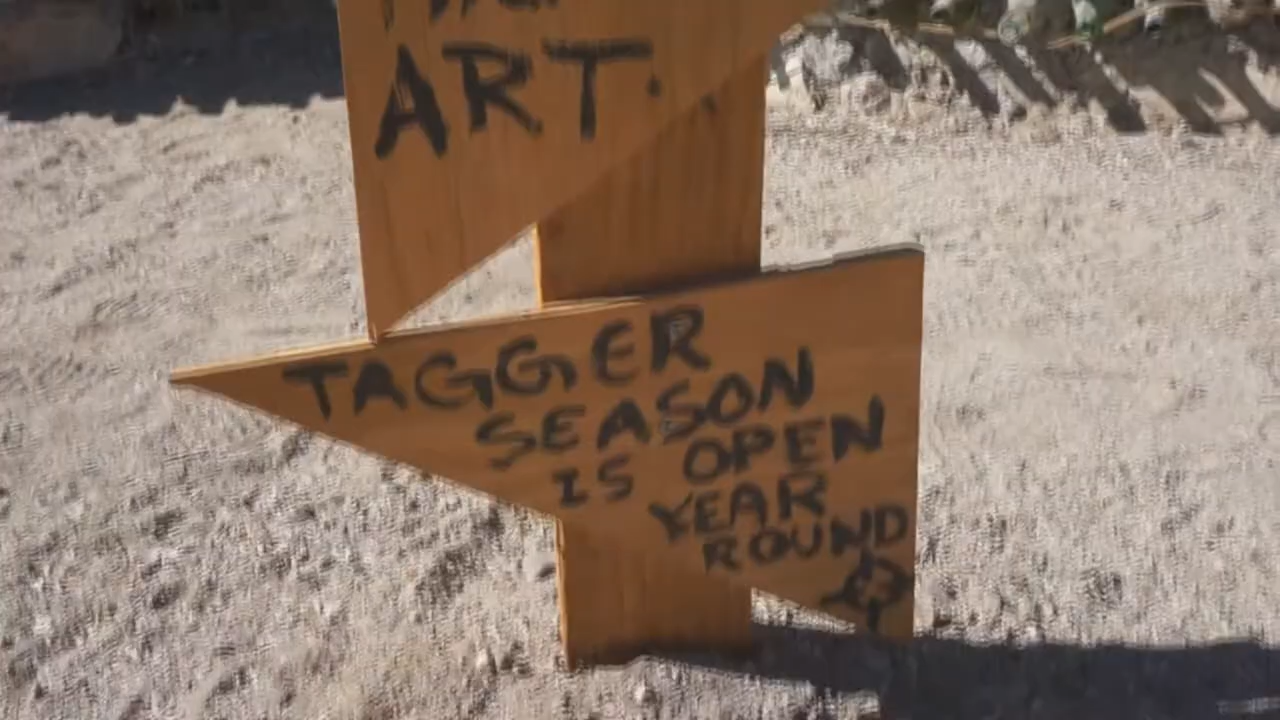 ART.
TAGGER
SEASON
IS OPEN
YEAR
ROUND